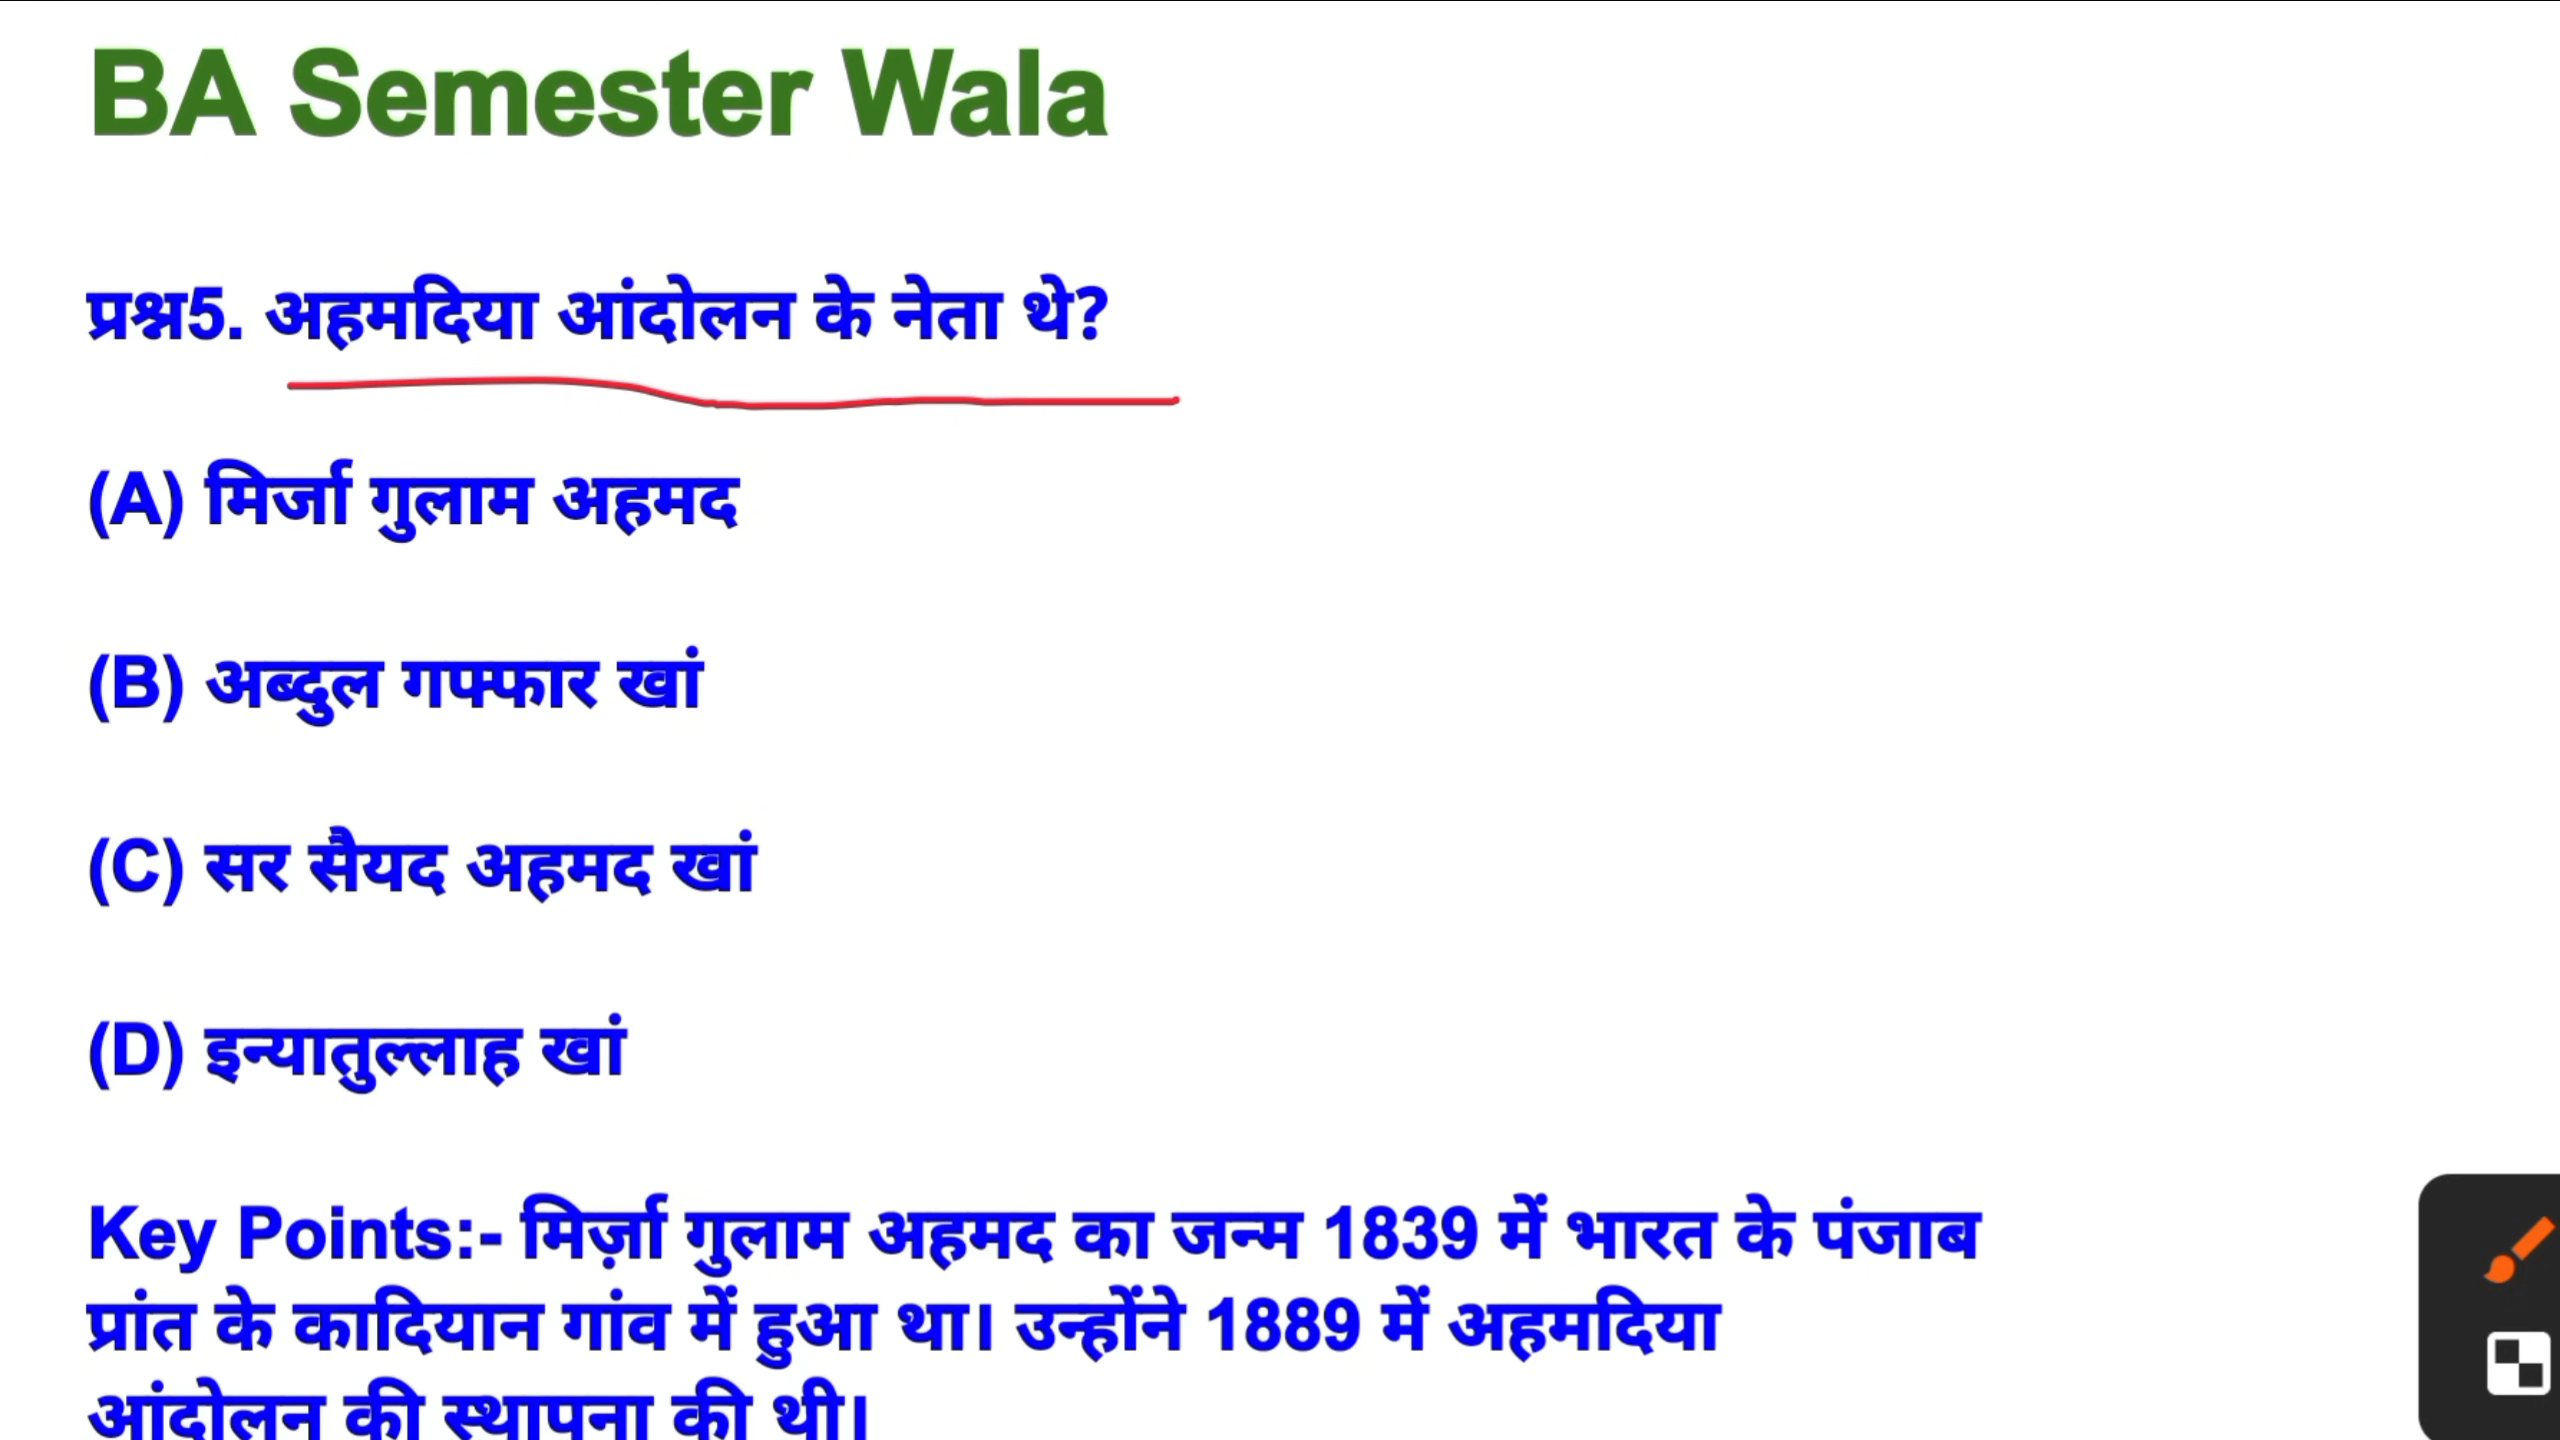 BA Semester Wala
प्रश्न5. अहमदिया आंदोलन के नेता थे?
(A) मिर्जा गुलाम अहमद
(B) अब्दुल गफ्फार खां
(C) सर सैयद अहमद खां
(D) इन्यातुल्लाह खां
Key Points:- मिर्ज़ा गुलाम अहमद का जन्म 1839 में भारत के पंजाब
प्रांत के कादियान गांव में हुआ था। उन्होंने 1889 में अहमदिया
आंदोलन की स्थापना की थी।